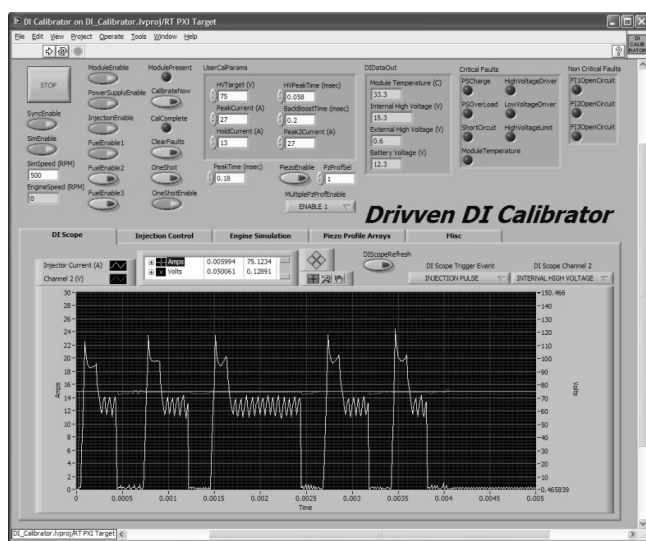 DI Calibrator on DI_Calibrator.lvproj/RT PXI Target
File Edit View Project Operate Tools Window Help
DI CALIB RATOR
STOP
ModuleEnable
ModulePresent
PowerSupplyEnable
CalibrateNow
SyncEnable
InjectionEnable
CalComplete
SimEnable
FuelEnable1
ClearFaults
SimSpeed (RPM)
500
FuelEnable2
OneShot
EngineSpeed (RPM)
0
FuelEnable3
OneShotEnable
UserCalParams
HVTarget (V)
75
HVPeakTime (msec)
0.058
PeakCurrent (A)
27
BackBoostTime (msec)
0.2
HoldCurrent (A)
13
Peak2Current (A)
27
PeakTime (msec)
0.18
PiezoEnable
PzProfSel
1
MultiplePzProfEnable
ENABLE 1
DIDataOut
Module Temperature (C)
33.3
Internal High Voltage (V)
15.3
External High Voltage (V)
0.6
Battery Voltage (V)
12.3
Critical Faults
PSCharge
HighVoltageDriver
PSOverLoad
LowVoltageDriver
ShortCircuit
HighVoltageLimit
ModuleTemperature
Non Critical Faults
FI1OpenCircuit
FI2OpenCircuit
FI3OpenCircuit
Drivven DI Calibrator
DI Scope
Injection Control
Engine Simulation
Piezo Profile Arrays
Misc
Injector Current (A)
Channel 2 (V)
Amps 0.005994 75.1234
Volts 0.050061 0.12891
DIScopeRefresh
DI Scope Trigger Event
INJECTION PULSE
DI Scope Channel 2
INTERNAL HIGH VOLTAGE
30
28
26
24
22
20
18
16
14
12
10
8
6
4
2
0
Amps
150.466
140
130
120
110
100
90
80
70
60
50
40
30
20
10
-0.465839
Volts
0 0.0005 0.001 0.0015 0.002 0.0025 0.003 0.0035 0.004 0.0045 0.005
Time
DI_Calibrator.lvproj/RT PXI Target